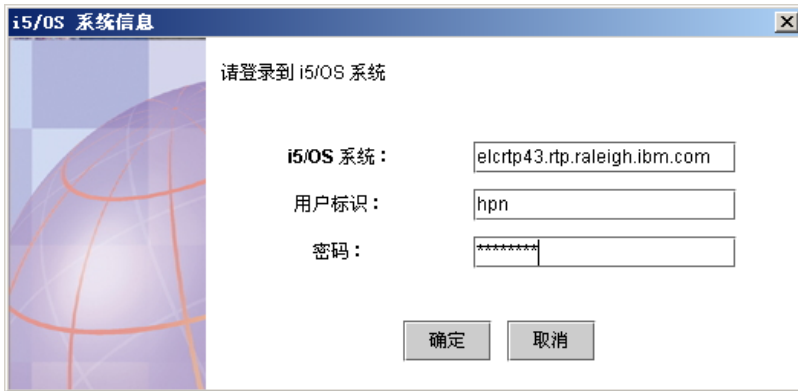 i5/OS 系统信息
请登录到 i5/OS 系统
i5/OS 系统： elcrtp43.rtp.raleigh.ibm.com
用户标识： hpn
密码： ********
确定 取消